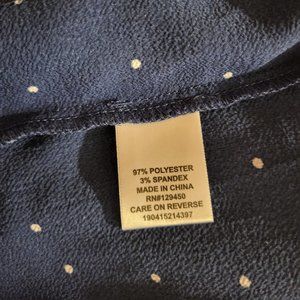 97% POLYESTER
3% SPANDEX
MADE IN CHINA
RN#129450
CARE ON REVERSE
190415214397